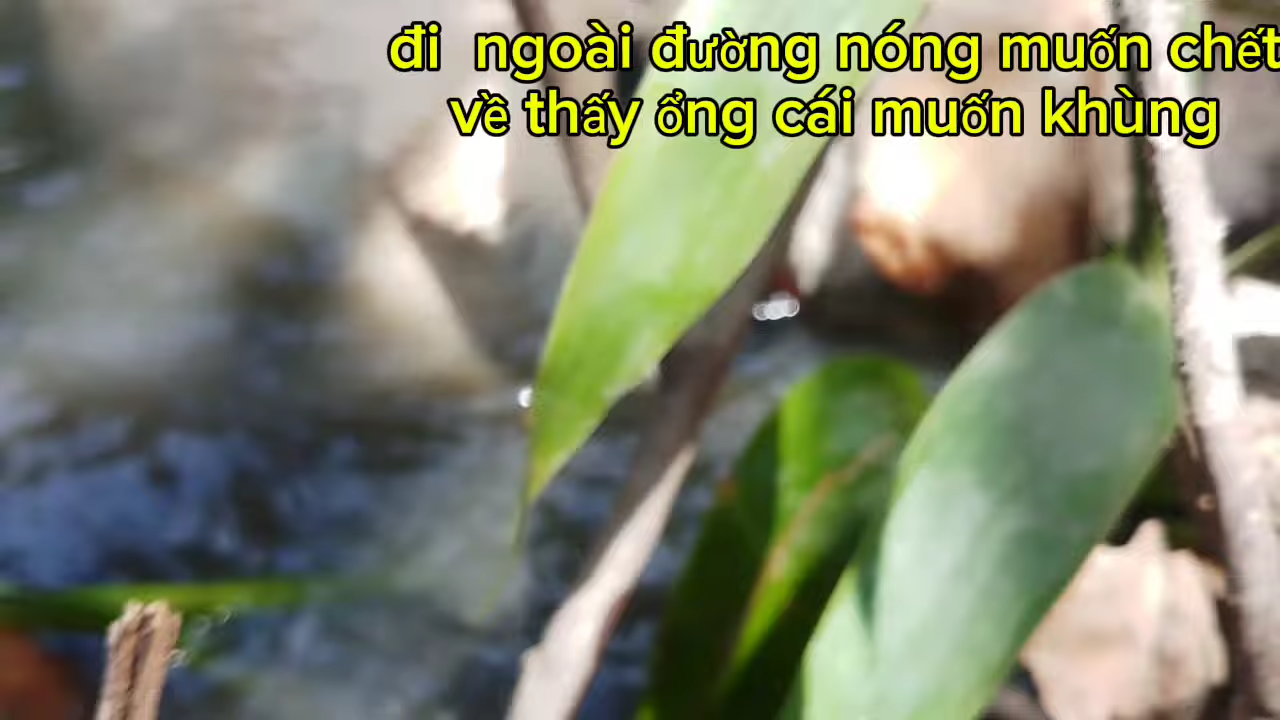 đi ngoài đường nóng muốn chết
về thấy ổng cái muốn khùng